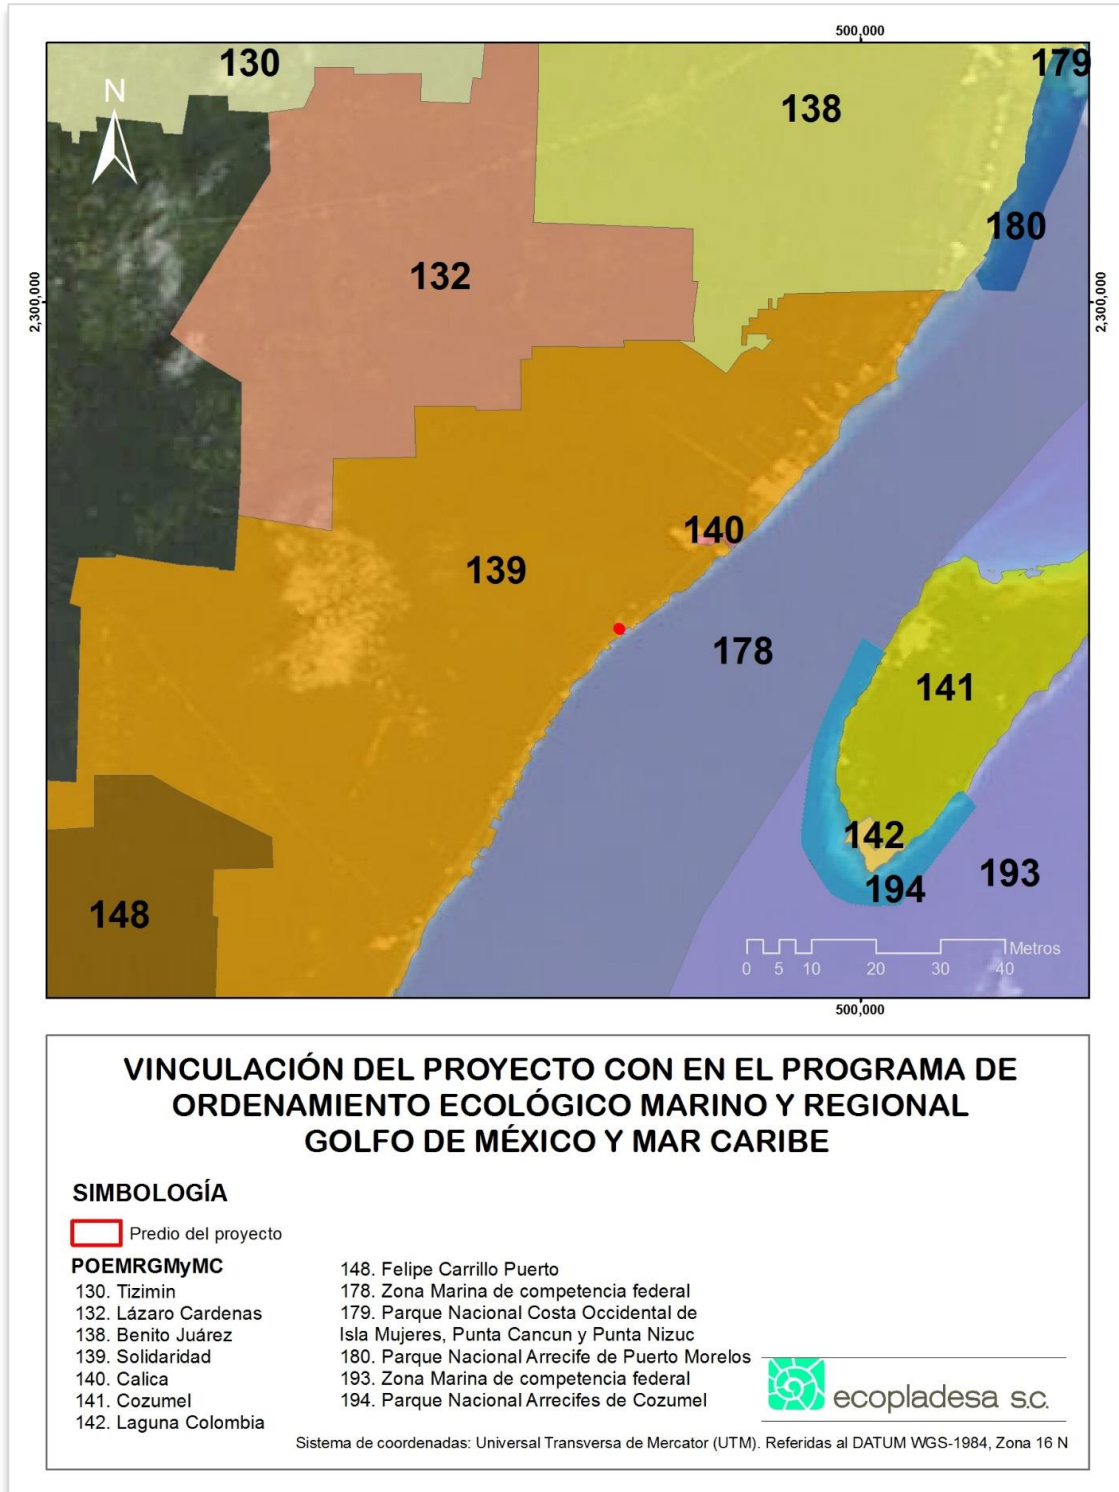 500,000
130
179
N
138
180
132
2,300,000
2,300,000
140
139
178
141
142
194
193
148
Metros
0 5 10 20 30 40
500,000
VINCULACIÓN DEL PROYECTO CON EN EL PROGRAMA DE
ORDENAMIENTO ECOLÓGICO MARINO Y REGIONAL
GOLFO DE MÉXICO Y MAR CARIBE
SIMBOLOGÍA
Predio del proyecto
POEMRGMyMC
130. Tizimin
132. Lázaro Cardenas
138. Benito Juárez
139. Solidaridad
140. Calica
141. Cozumel
142. Laguna Colombia
148. Felipe Carrillo Puerto
178. Zona Marina de competencia federal
179. Parque Nacional Costa Occidental de
Isla Mujeres, Punta Cancun y Punta Nizuc
180. Parque Nacional Arrecife de Puerto Morelos
193. Zona Marina de competencia federal
194. Parque Nacional Arrecifes de Cozumel
ecopladesa s.c.
Sistema de coordenadas: Universal Transversa de Mercator (UTM). Referidas al DATUM WGS-1984, Zona 16 N